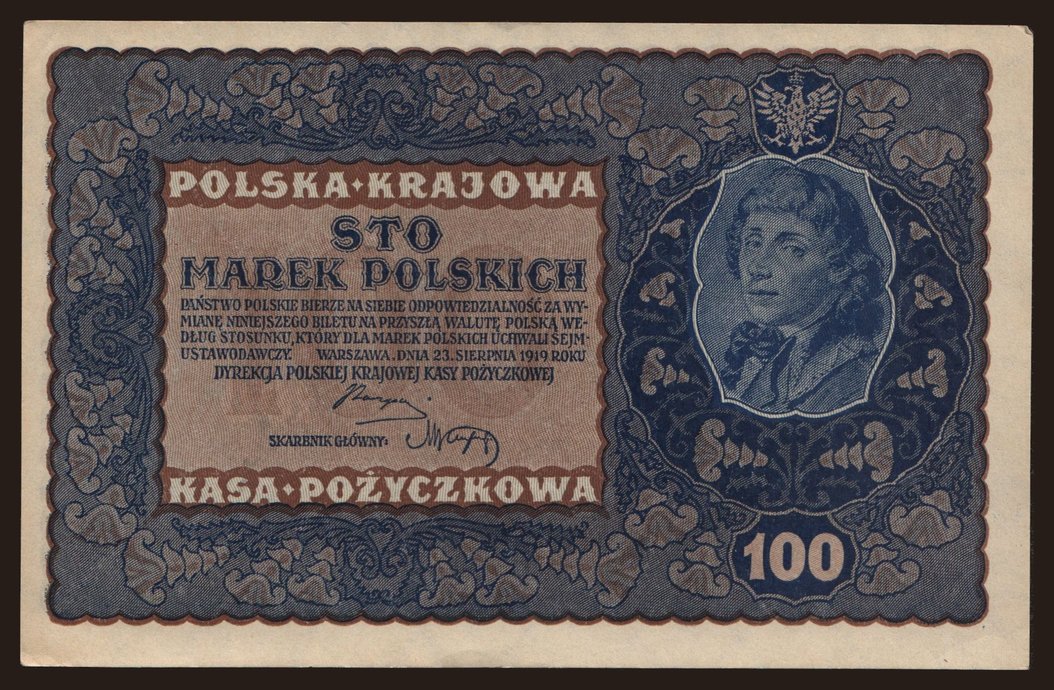 POLSKA KRAJOWA
STO
MAREK POLSKICH
PAŃSTWO POLSKIE BIERZE NA SIEBIE ODPOWIEDZIALNOŚĆ ZA WY-
MIANĘ NINIEJSZEGO BILETU NA PRZYSZŁĄ WALUTĘ POLSKĄ WE-
DŁUG STOSUNKU, KTÓRY DLA MAREK POLSKICH UCHWALI SEJM-
USTAWODAWCZY. WARSZAWA, DNIA 23. SIERPNIA 1919 ROKU
DYREKCJA POLSKIEJ KRAJOWEJ KASY POŻYCZKOWEJ
SKARBNIK GŁÓWNY:
KASA POŻYCZKOWA
100